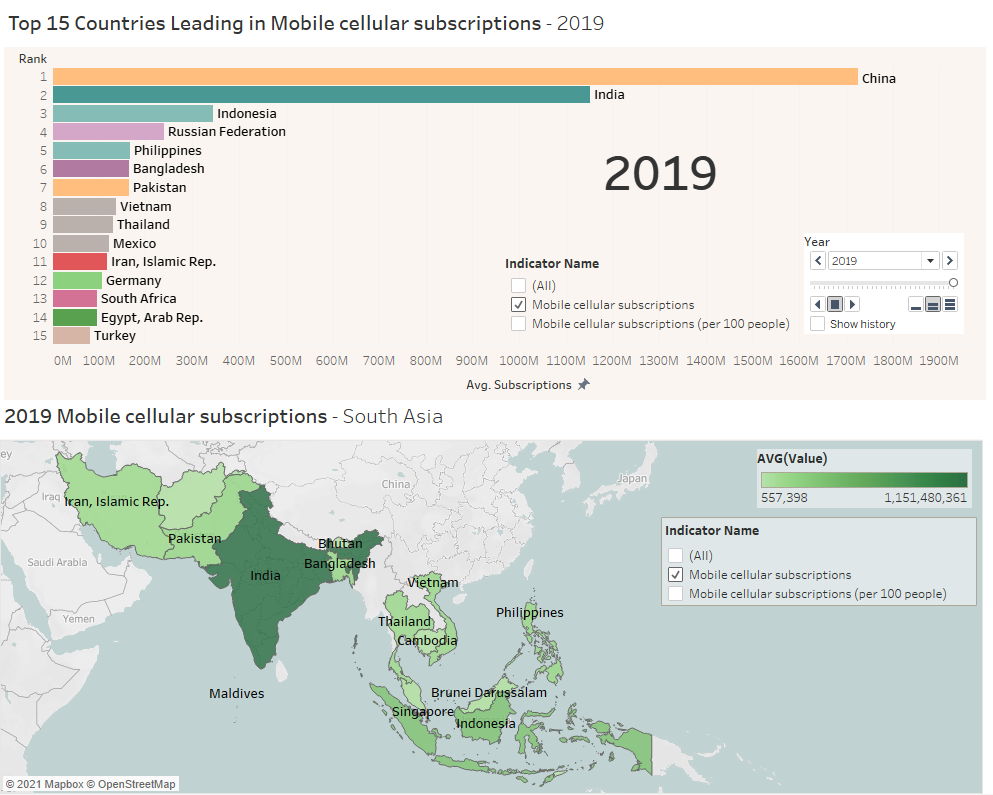 Top 15 Countries Leading in Mobile cellular subscriptions - 2019
Rank
1 China
2 India
3 Indonesia
4 Russian Federation
5 Philippines
6 Bangladesh
7 Pakistan
8 Vietnam
9 Thailand
10 Mexico
11 Iran, Islamic Rep.
12 Germany
13 South Africa
14 Egypt, Arab Rep.
15 Turkey
2019
Indicator Name
(All)
Mobile cellular subscriptions
Mobile cellular subscriptions (per 100 people)
Year
2019
Show history
0M 100M 200M 300M 400M 500M 600M 700M 800M 900M 1000M 1100M 1200M 1300M 1400M 1500M 1600M 1700M 1800M 1900M
Avg. Subscriptions
2019 Mobile cellular subscriptions - South Asia
ey
China
Japan
Iraq
Iran, Islamic Rep.
Pakistan
Bhutan
Bangladesh
Saudi Arabia
India
Vietnam
Yemen
Thailand
Philippines
Cambodia
Maldives
Brunei Darussalam
Singapore
Indonesia
AVG(Value)
557,398 1,151,480,361
Indicator Name
(All)
Mobile cellular subscriptions
Mobile cellular subscriptions (per 100 people)
© 2021 Mapbox © OpenStreetMap